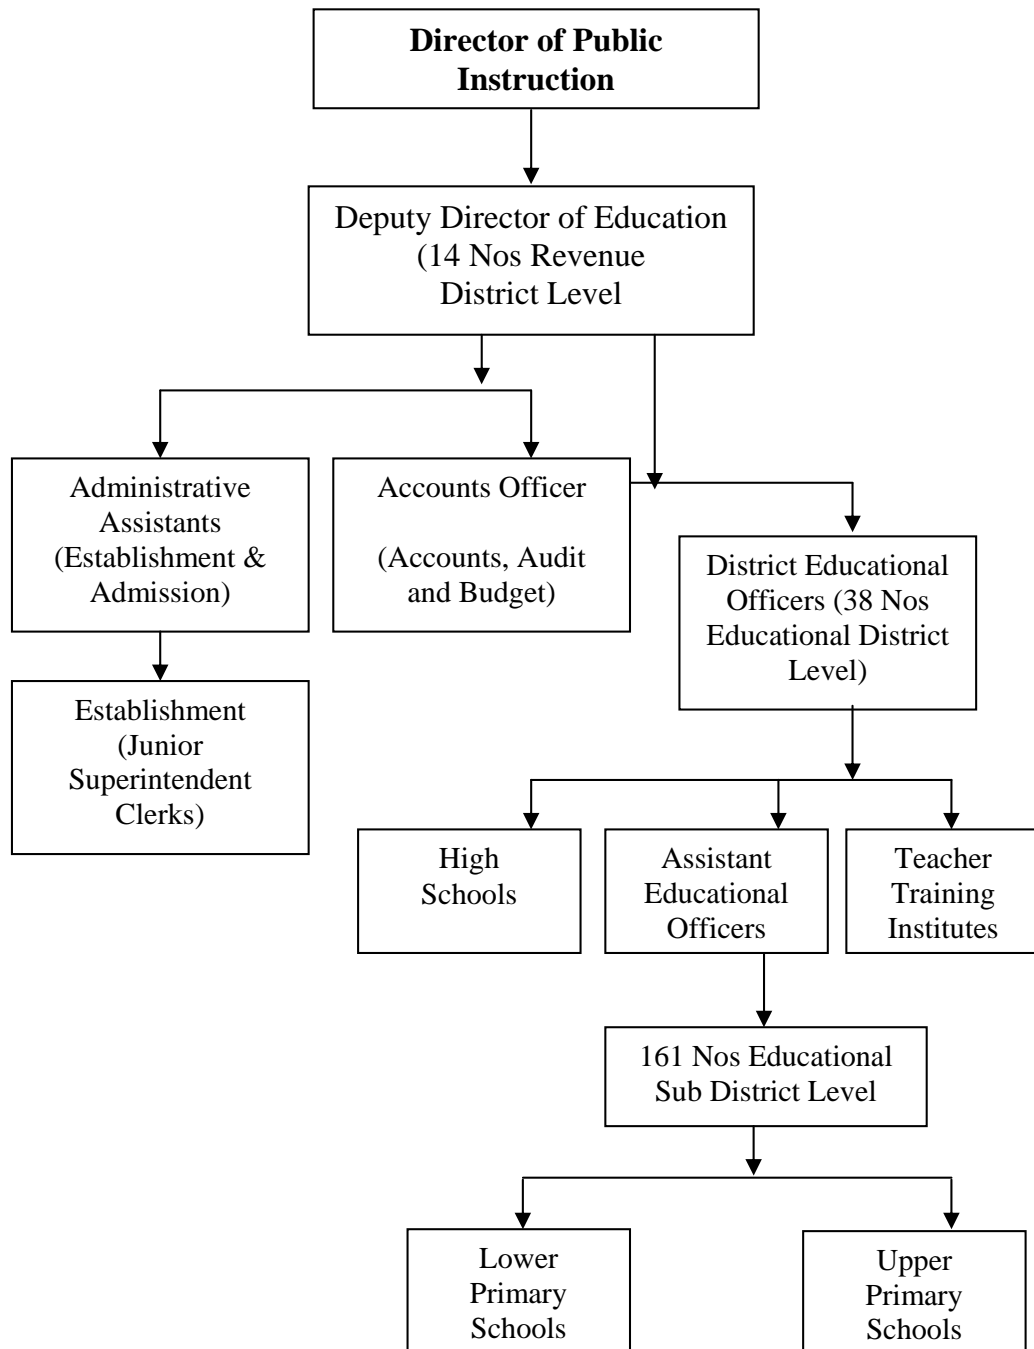 Director of Public
Instruction
Deputy Director of Education
(14 Nos Revenue
District Level
Administrative
Assistants
(Establishment &
Admission)
Accounts Officer
(Accounts, Audit
and Budget)
District Educational
Officers (38 Nos
Educational District
Level)
Establishment
(Junior
Superintendent
Clerks)
High
Schools
Assistant
Educational
Officers
Teacher
Training
Institutes
161 Nos Educational
Sub District Level
Lower
Primary
Schools
Upper
Primary
Schools